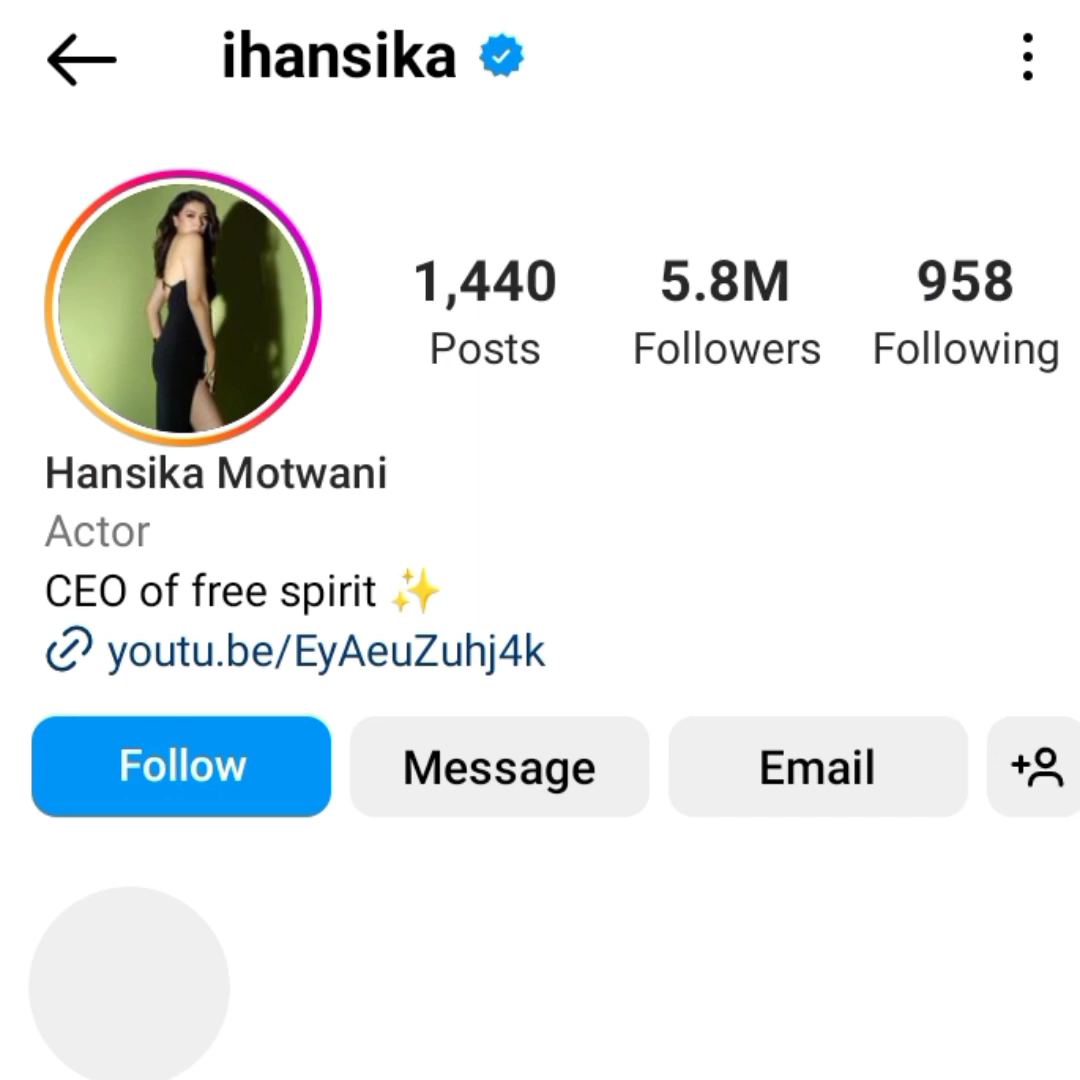 ihansika
1,440 5.8M 958
Posts Followers Following
Hansika Motwani
Actor
CEO of free spirit ✨
youtu.be/EyAeuZuhj4k
Follow Message Email